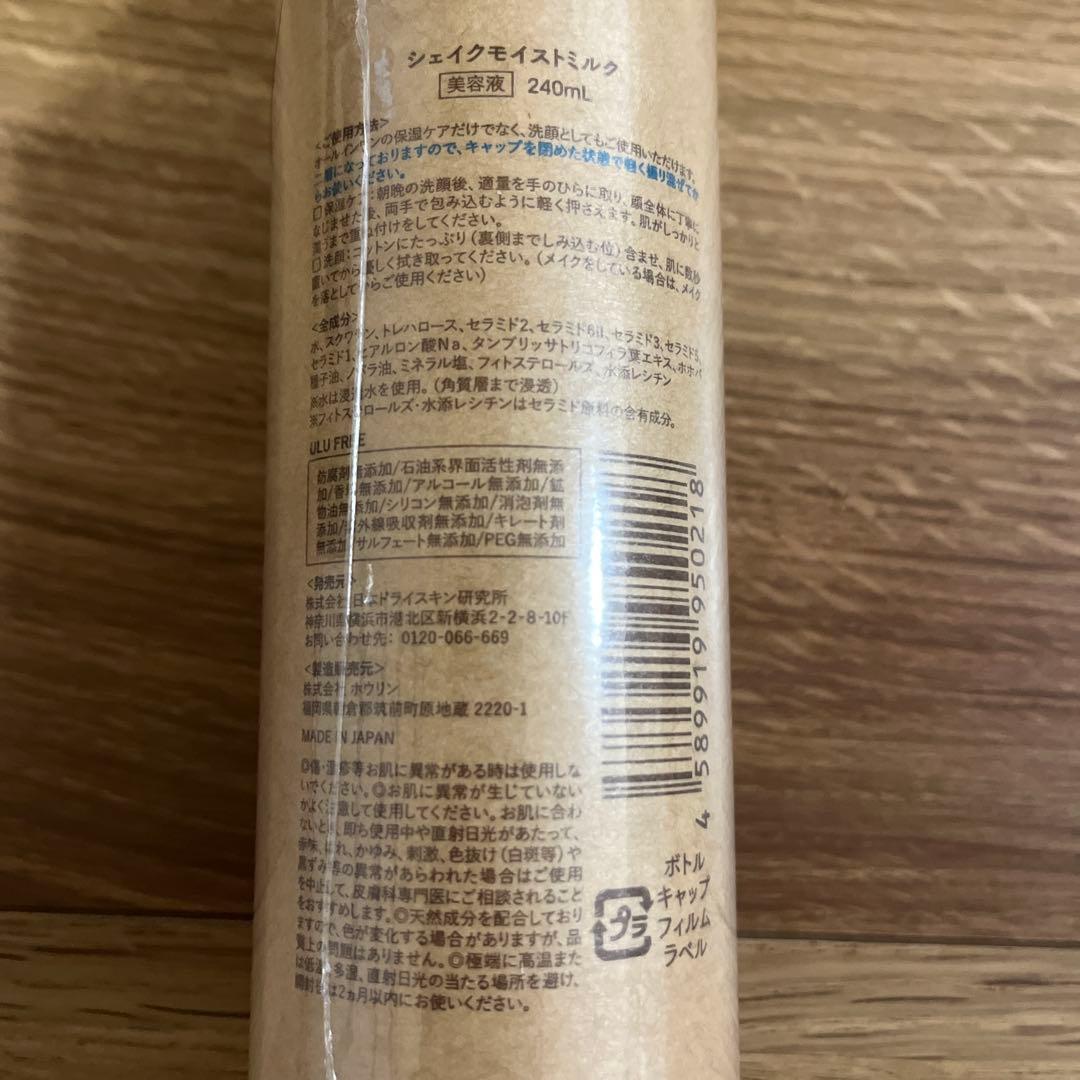 シェイクモイストミルク
美容液 240mL
<ご使用方法>
オールインワンの保湿ケアだけでなく、洗顔としてもご使用いただけます。
層になっておりますので、キャップを閉めた状態で軽く振り混ぜてか
らお使いください。
□保湿ケア:朝晩の洗顔後、適量を手のひらに取り、顔全体に丁寧に
なじませた後、両手で包み込むように軽く押さえます。肌がしっかりと
潤うまで重ね付けをしてください。
□洗顔:コットンにたっぷり(裏側までしみ込む位)含ませ、肌に数秒
置いてから優しく拭き取ってください。(メイクをしている場合は、メイク
を落としてからご使用ください)
<全成分>
水、スクワラン、トレハロース、セラミド2、セラミド6II、セラミド3、セラミド5、
セラミド1、ヒアルロン酸Na、タンブリッサトリコフィラ葉エキス、ホホバ
種子油、ノバラ油、ミネラル塩、フィトステロールズ、水添レシチン
※水は浸透水を使用。(角質層まで浸透)
※フィトステロールズ・水添レシチンはセラミド原料の含有成分。
ULU FREE
防腐剤無添加/石油系界面活性剤無添
加/香料無添加/アルコール無添加/鉱
物油無添加/シリコン無添加/消泡剤無
添加/紫外線吸収剤無添加/キレート剤
無添加/サルフェート無添加/PEG無添加
<発売元>
株式会社 日本ドライスキン研究所
神奈川県横浜市港北区新横浜2-2-8-10F
お問い合わせ先: 0120-066-669
<製造販売元>
株式会社 ホウリン
福岡県朝倉郡筑前町原地蔵 2220-1
MADE IN JAPAN
◎傷・湿疹等お肌に異常がある時は使用しな
いでください。◎お肌に異常が生じていない
かよく注意して使用してください。お肌に合わ
ないとき、即ち使用中や直射日光があたって、
赤味、はれ、かゆみ、刺激、色抜け(白斑等)や
黒ずみ等の異常があらわれた場合はご使用
を中止して、皮膚科専門医にご相談されること
をおすすめします。◎天然成分を配合しており
ますので、色が変化する場合がありますが、品
質上の問題はありません。◎極端に高温また
は低温、多湿、直射日光の当たる場所を避け、
開封後は2ヵ月以内にお使いください。
4 589919 950218
プラ
ボトル
キャップ
フィルム
ラベル